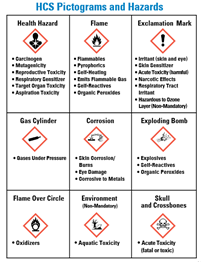 HCS Pictograms and Hazards
Health Hazard
• Carcinogen
• Mutagenicity
• Reproductive Toxicity
• Respiratory Sensitizer
• Target Organ Toxicity
• Aspiration Toxicity
Flame
• Flammables
• Pyrophorics
• Self-Heating
• Emits Flammable Gas
• Self-Reactives
• Organic Peroxides
Exclamation Mark
• Irritant (skin and eye)
• Skin Sensitizer
• Acute Toxicity (harmful)
• Narcotic Effects
• Respiratory Tract
Irritant
• Hazardous to Ozone
Layer (Non-Mandatory)
Gas Cylinder
• Gases Under Pressure
Corrosion
• Skin Corrosion/
Burns
• Eye Damage
• Corrosive to Metals
Exploding Bomb
• Explosives
• Self-Reactives
• Organic Peroxides
Flame Over Circle
• Oxidizers
Environment
(Non-Mandatory)
• Aquatic Toxicity
Skull
and Crossbones
• Acute Toxicity
(fatal or toxic)